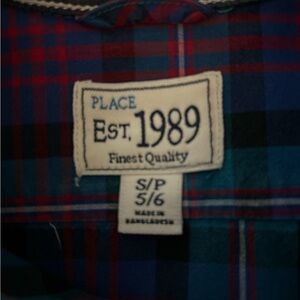 PLACE
EST. 1989
Finest Quality
S/P
5/6
MADE IN
BANGLADESH